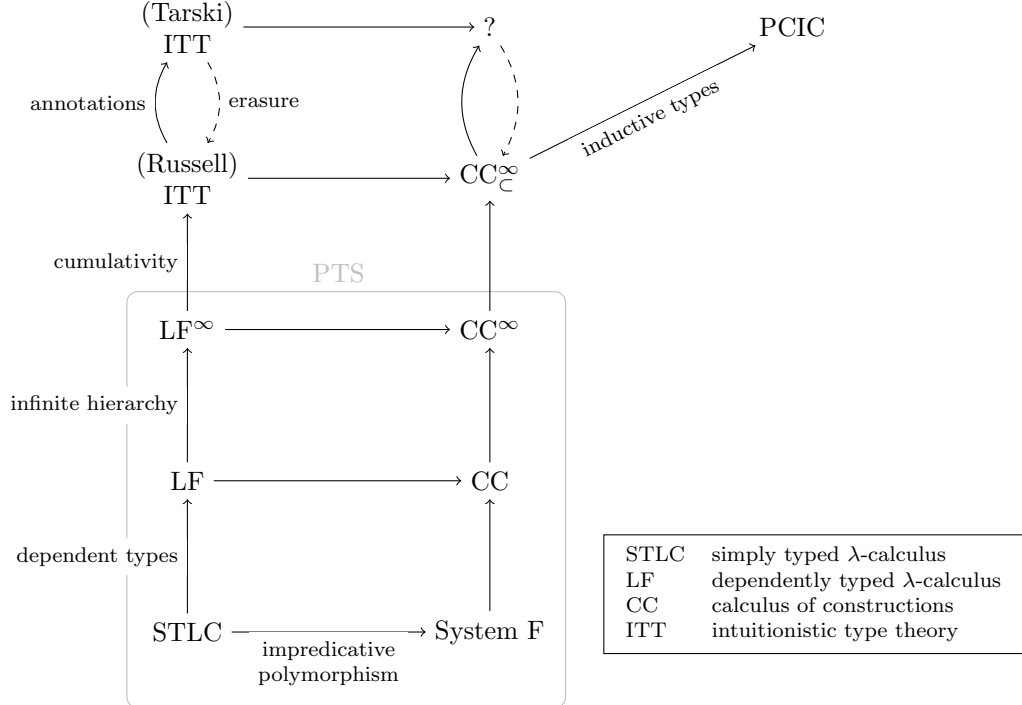 (Tarski)
ITT
?
PCIC
annotations
erasure
inductive types
(Russell)
ITT
CC∞⊂
cumulativity
PTS
LF∞
CC∞
infinite hierarchy
LF
CC
dependent types
STLC
System F
impredicative
polymorphism
STLC simply typed λ-calculus
LF dependently typed λ-calculus
CC calculus of constructions
ITT intuitionistic type theory